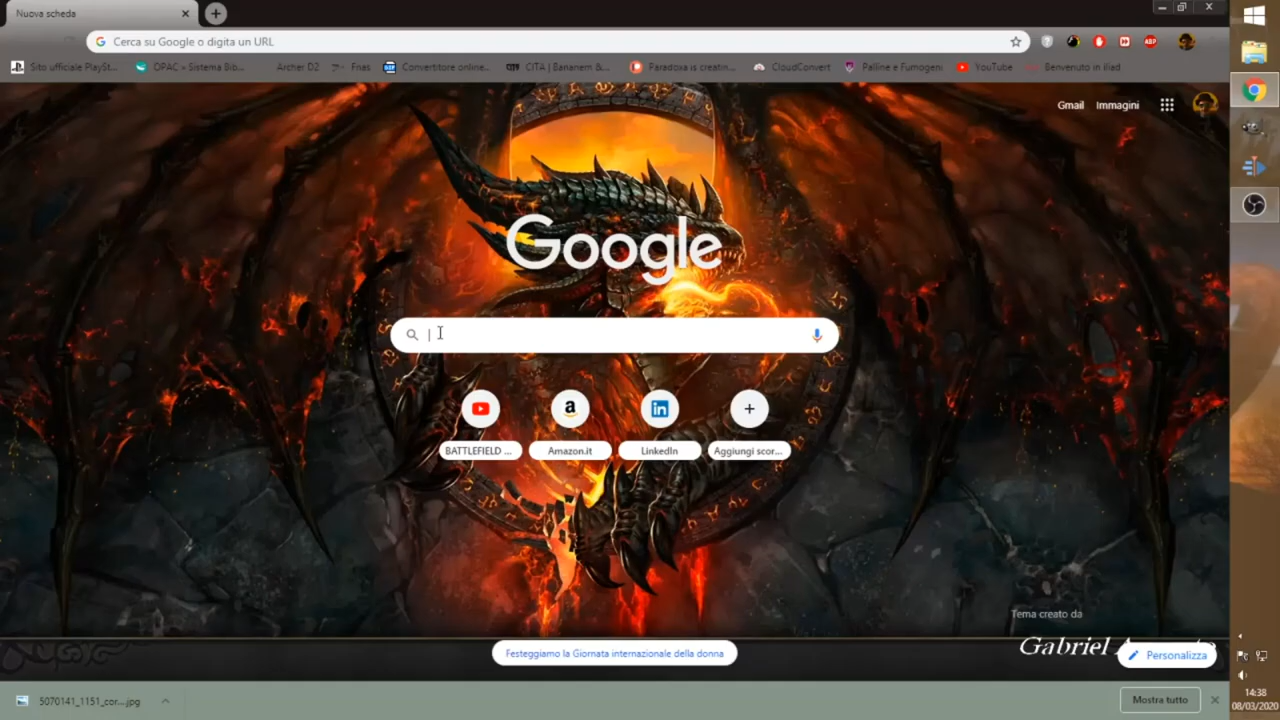 Nuova scheda
Cerca su Google o digita un URL
Sito ufficiale PlaySt...
OPAC » Sistema Bib...
Archer D2
Fnas
Convertitore online...
CITA | Bananem &...
Paradoxa is creatin...
CloudConvert
Palline e Fumogeni
YouTube
Benvenuto in iliad
ABP
Gmail
Immagini
Google
BATTLEFIELD ...
Amazon.it
LinkedIn
Aggiungi scor...
Tema creato da
Gabriel
Festeggiamo la Giornata internazionale della donna
Personalizza
5070141_1151_cor....jpg
Mostra tutto
14:38
08/03/2020